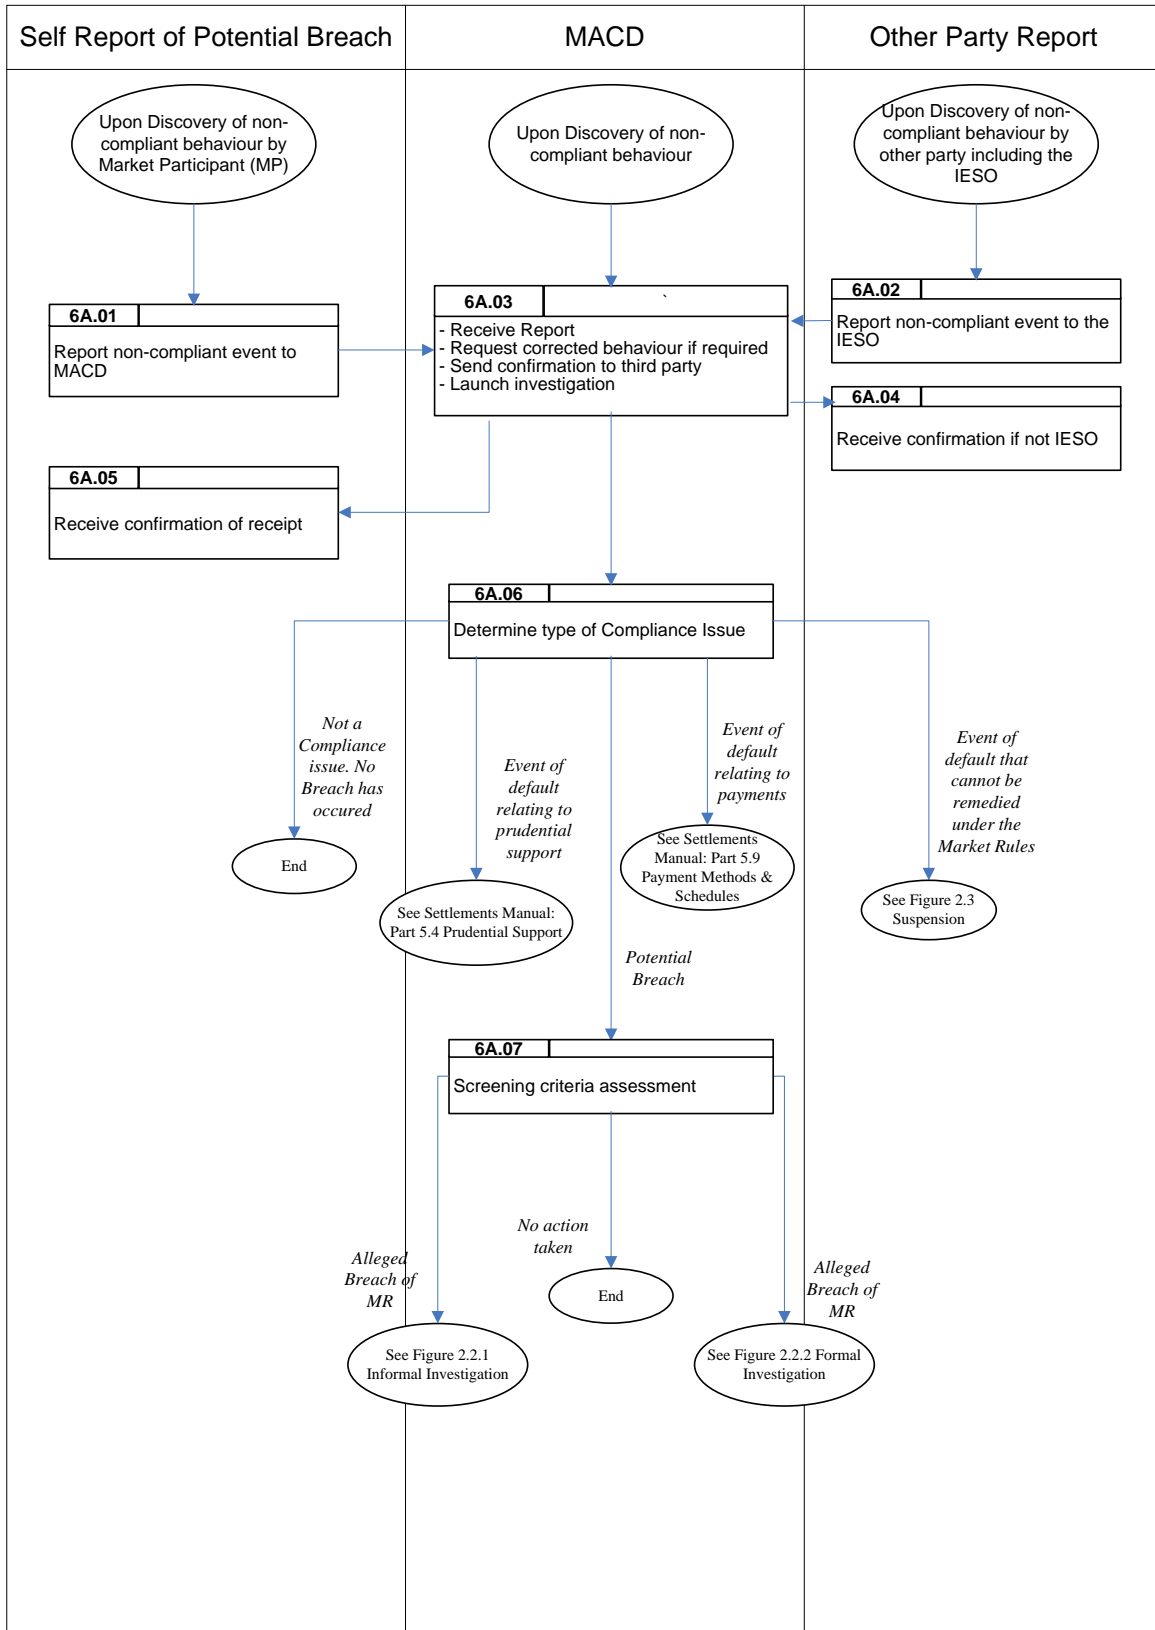 Self Report of Potential Breach
MACD
Other Party Report
Upon Discovery of non-
compliant behaviour by
Market Participant (MP)
Upon Discovery of non-
compliant behaviour
Upon Discovery of non-
compliant behaviour by
other party including the
IESO
6A.01
Report non-compliant event to
MACD
6A.03
`
- Receive Report
- Request corrected behaviour if required
- Send confirmation to third party
- Launch investigation
6A.02
Report non-compliant event to the
IESO
6A.04
Receive confirmation if not IESO
6A.05
Receive confirmation of receipt
6A.06
Determine type of Compliance Issue
Not a
Compliance
issue. No
Breach has
occured
Event of
default
relating to
prudential
support
Event of
default
relating to
payments
Event of
default that
cannot be
remedied
under the
Market Rules
End
See Settlements Manual:
Part 5.4 Prudential Support
See Settlements
Manual: Part 5.9
Payment Methods &
Schedules
See Figure 2.3
Suspension
Potential
Breach
6A.07
Screening criteria assessment
Alleged
Breach of
MR
No action
taken
Alleged
Breach of
MR
End
See Figure 2.2.1
Informal Investigation
See Figure 2.2.2 Formal
Investigation